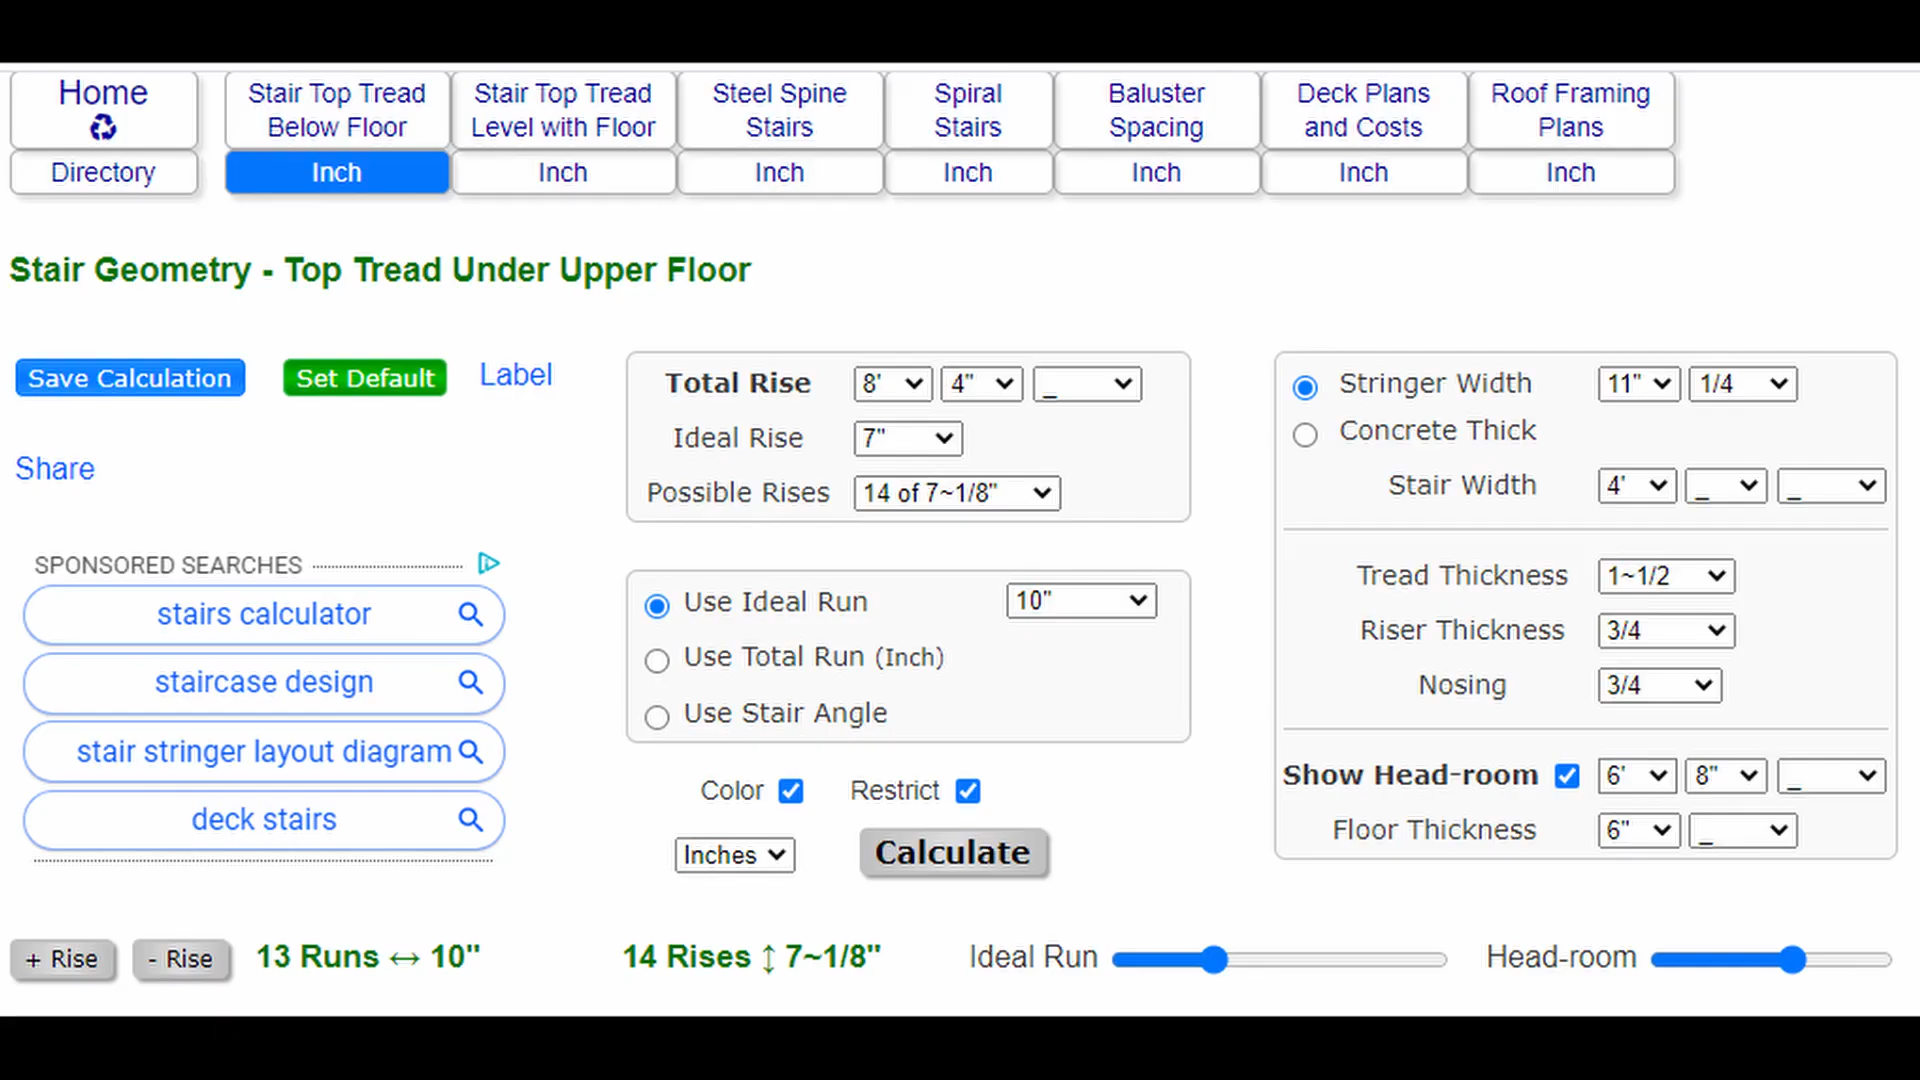 Home
Directory
Stair Top Tread
Below Floor
Inch
Stair Top Tread
Level with Floor
Inch
Steel Spine
Stairs
Inch
Spiral
Stairs
Inch
Baluster
Spacing
Inch
Deck Plans
and Costs
Inch
Roof Framing
Plans
Inch
Stair Geometry - Top Tread Under Upper Floor
Save Calculation
Set Default
Label
Share
SPONSORED SEARCHES
stairs calculator
staircase design
stair stringer layout diagram
deck stairs
Total Rise 8' 4" _
Ideal Rise 7"
Possible Rises 14 of 7~1/8"
Use Ideal Run 10"
Use Total Run (Inch)
Use Stair Angle
Color Restrict
Inches Calculate
Stringer Width 11" 1/4
Concrete Thick
Stair Width 4' _ _
Tread Thickness 1~1/2
Riser Thickness 3/4
Nosing 3/4
Show Head-room 6' 8" _
Floor Thickness 6" _
+ Rise - Rise 13 Runs ↔ 10" 14 Rises ↕ 7~1/8" Ideal Run Head-room